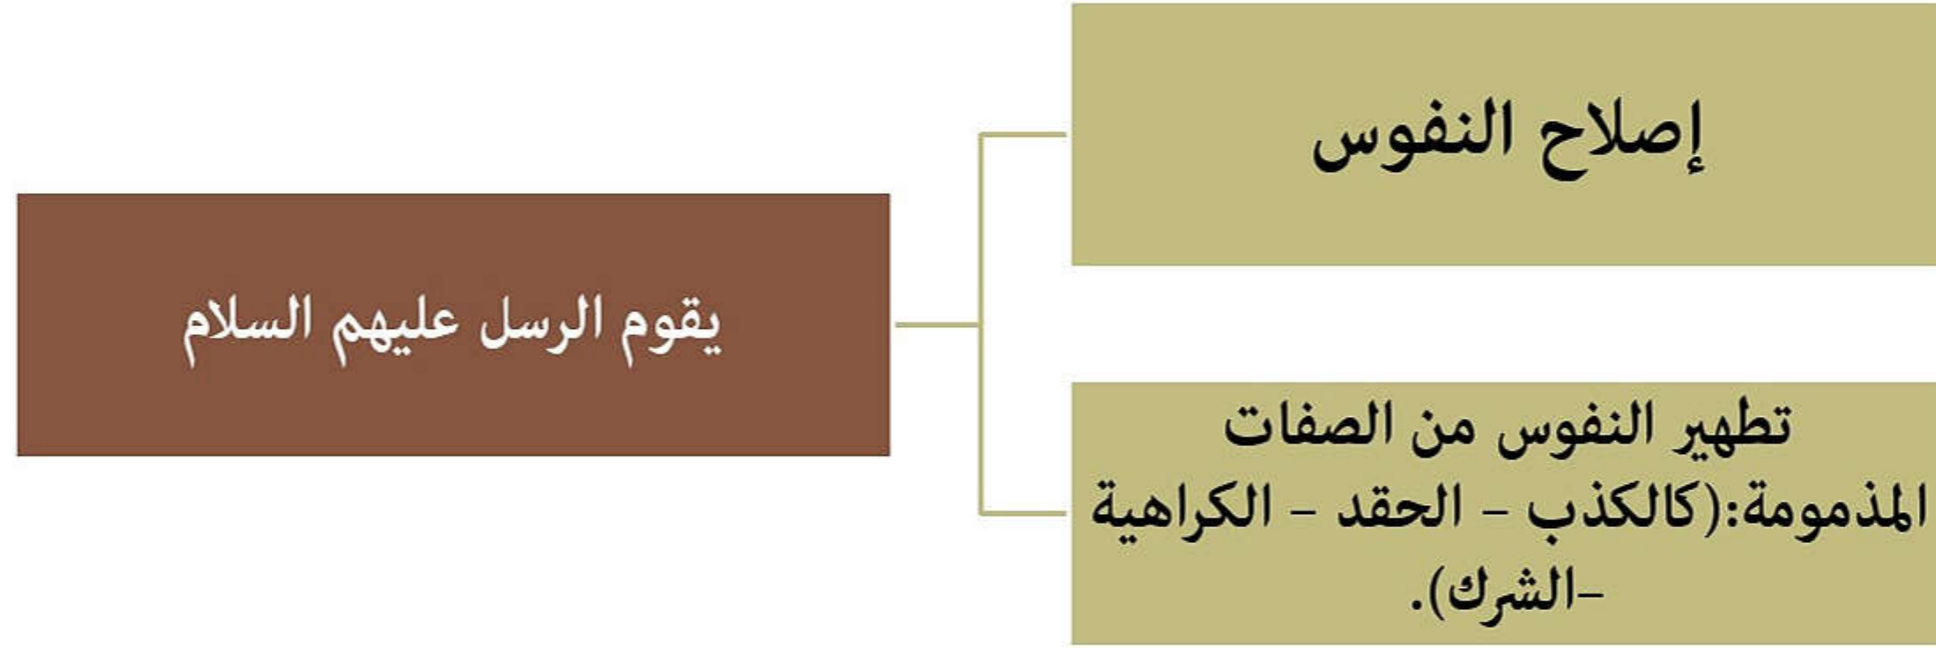 يقوم الرسل عليهم السلام
إصلاح النفوس
تطهير النفوس من الصفات
المذمومة:(كالكذب – الحقد – الكراهية
–الشرك).